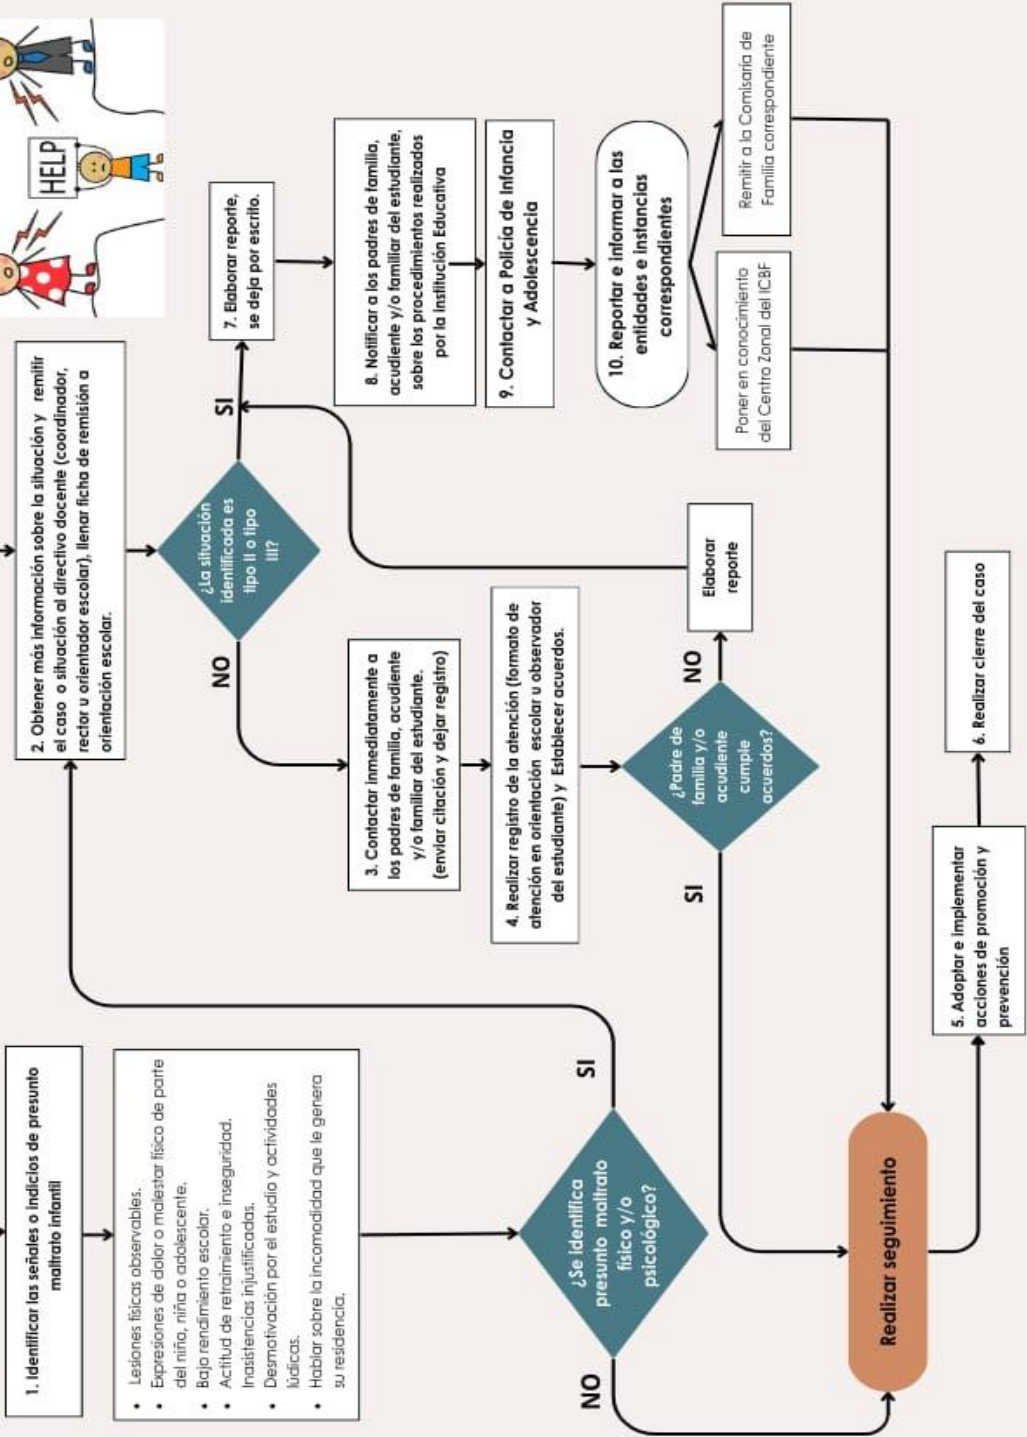 1. Identificar las señales o indicios de presunto
maltrato infantil
• Lesiones físicas observables.
• Expresiones de dolor o malestar físico de parte
del niña, niña o adolescente.
• Bajo rendimiento escolar.
• Actitud de retraimiento e inseguridad.
Inasistencias injustificadas.
• Desmotivación por el estudio y actividades
lúdicas.
• Hablar sobre la incomodidad que le genera
su residencia.
¿Se identifica
presunto maltrato
físico y/o
psicológico?
NO
SI
Realizar seguimiento
2. Obtener más información sobre la situación y remitir
el caso o situación al directivo docente (coordinador,
rector u orientador escolar), llenar ficha de remisión a
orientación escolar.
¿La situación
identificada es
tipo II o tipo
III?
NO
SI
3. Contactar inmediatamente a
los padres de familia, acudiente
y/o familiar del estudiante.
(enviar citación y dejar registro)
4. Realizar registro de la atención (formato de
atención en orientación escolar u observador
del estudiante) y Establecer acuerdos.
¿Padre de
familia y/o
acudiente
cumple
acuerdos?
SI
NO
Elaborar
reporte
5. Adoptar e implementar
acciones de promoción y
prevención
6. Realizar cierre del caso
HELP
7. Elaborar reporte,
se deja por escrito.
8. Notificar a los padres de familia,
acudiente y/o familiar del estudiante,
sobre los procedimientos realizados
por la institución Educativa
9. Contactar a Policía de Infancia
y Adolescencia
10. Reportar e informar a las
entidades e instancias
correspondientes
Poner en conocimiento
del Centro Zonal del ICBF
Remitir a la Comisaría de
Familia correspondiente